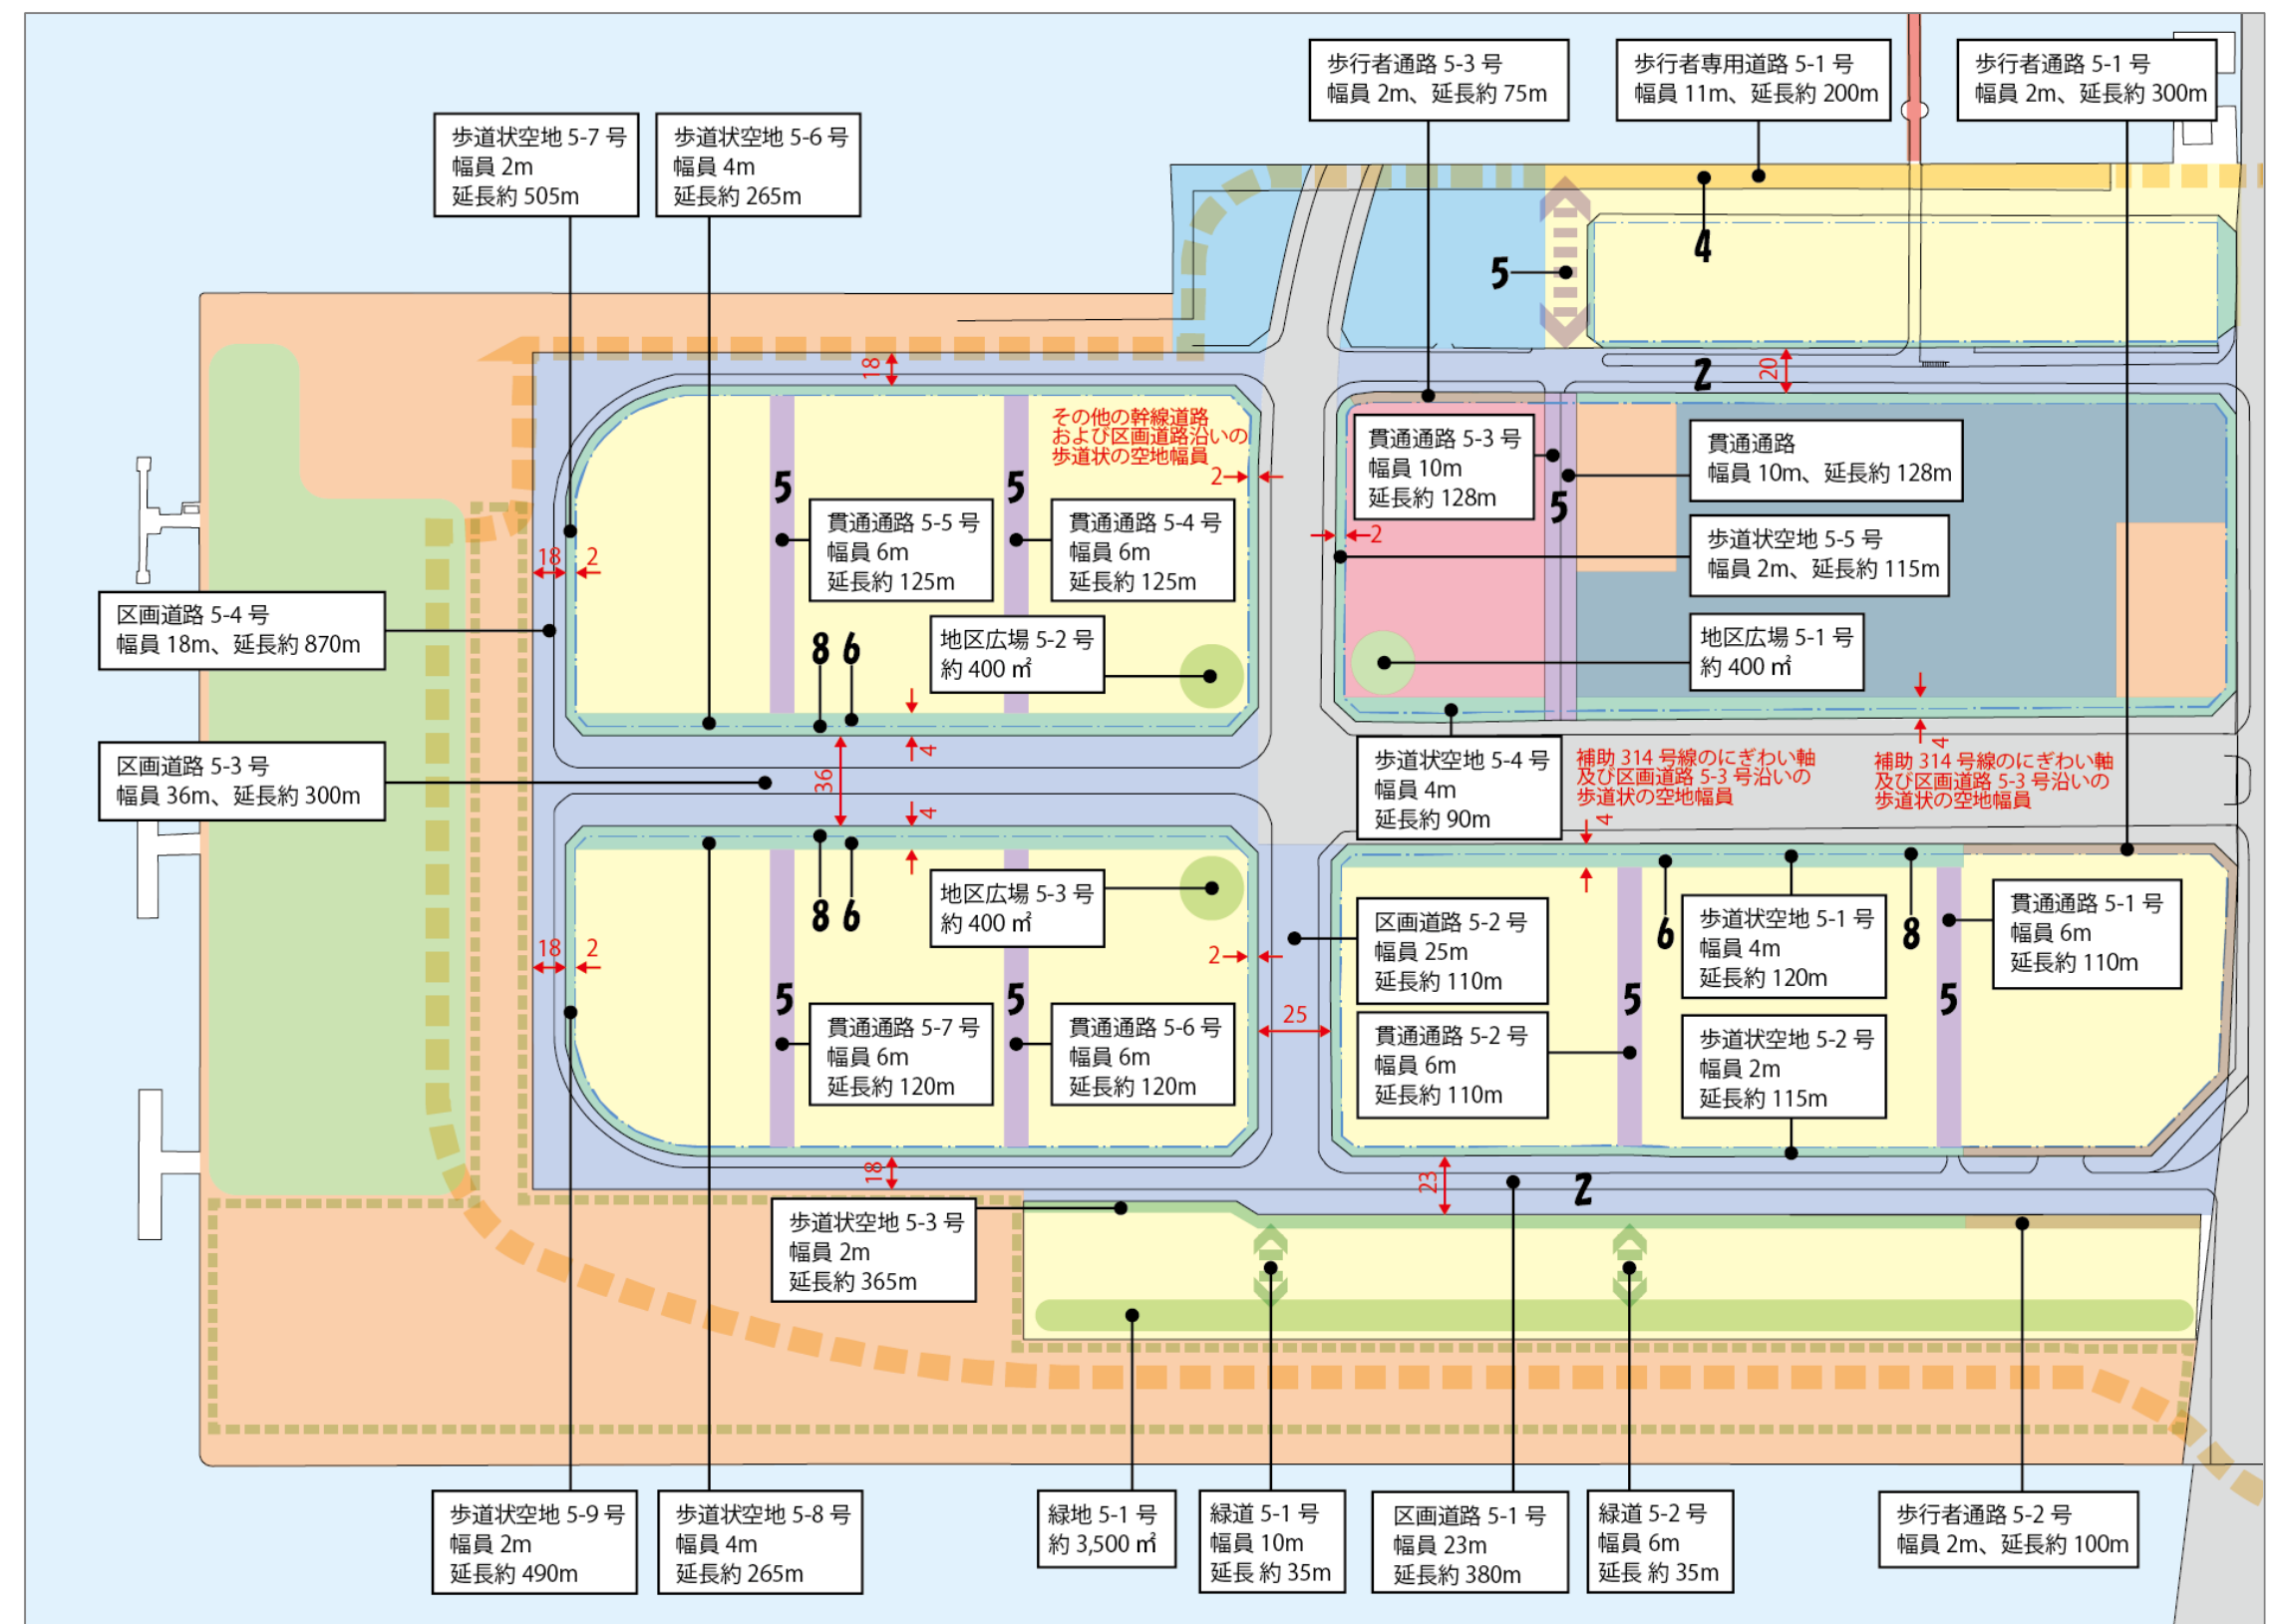 歩行者通路 5-3 号
幅員 2m、延長約 75m
歩行者専用道路 5-1 号
幅員 11m、延長約 200m
歩行者通路 5-1 号
幅員 2m、延長約 300m
歩道状空地 5-7 号
幅員 2m
延長約 505m
歩道状空地 5-6 号
幅員 4m
延長約 265m
4
5
18
2
20
その他の幹線道路
および区画道路沿いの
歩道状の空地幅員
2
貫通通路 5-3 号
幅員 10m
延長約 128m
貫通通路
幅員 10m、延長約 128m
5
5
5
貫通通路 5-5 号
幅員 6m
延長約 125m
貫通通路 5-4 号
幅員 6m
延長約 125m
2
歩道状空地 5-5 号
幅員 2m、延長約 115m
18
2
区画道路 5-4 号
幅員 18m、延長約 870m
8
6
地区広場 5-2 号
約 400 ㎡
地区広場 5-1 号
約 400 ㎡
4
4
区画道路 5-3 号
幅員 36m、延長約 300m
36
歩道状空地 5-4 号
幅員 4m
延長約 90m
補助 314 号線のにぎわい軸
及び区画道路 5-3 号沿いの
歩道状の空地幅員
補助 314 号線のにぎわい軸
及び区画道路 5-3 号沿いの
歩道状の空地幅員
4
4
8
6
地区広場 5-3 号
約 400 ㎡
区画道路 5-2 号
幅員 25m
延長約 110m
6
歩道状空地 5-1 号
幅員 4m
延長約 120m
8
貫通通路 5-1 号
幅員 6m
延長約 110m
18
2
2
5
5
5
5
25
貫通通路 5-7 号
幅員 6m
延長約 120m
貫通通路 5-6 号
幅員 6m
延長約 120m
貫通通路 5-2 号
幅員 6m
延長約 110m
歩道状空地 5-2 号
幅員 2m
延長約 115m
18
23
2
歩道状空地 5-3 号
幅員 2m
延長約 365m
歩道状空地 5-9 号
幅員 2m
延長約 490m
歩道状空地 5-8 号
幅員 4m
延長約 265m
緑地 5-1 号
約 3,500 ㎡
緑道 5-1 号
幅員 10m
延長 約 35m
区画道路 5-1 号
幅員 23m
延長約 380m
緑道 5-2 号
幅員 6m
延長 約 35m
歩行者通路 5-2 号
幅員 2m、延長約 100m